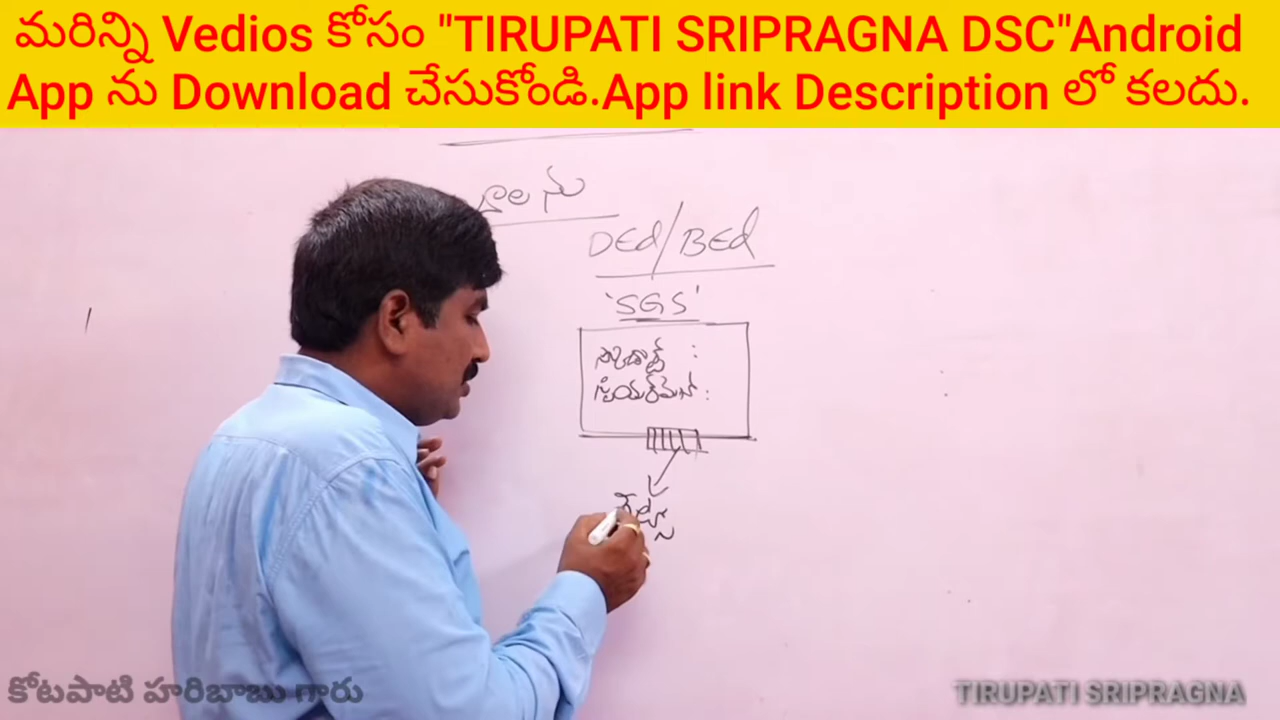 మరిన్ని Vedios కోసం "TIRUPATI SRIPRAGNA DSC"Android
App ను Download చేసుకోండి.App link Description లో కలదు.
ను
DEd/BEd
'SGS'
:
స్పియర్‌మెన్ :
కోటపాటి హరిబాబు గారు
TIRUPATI SRIPRAGNA